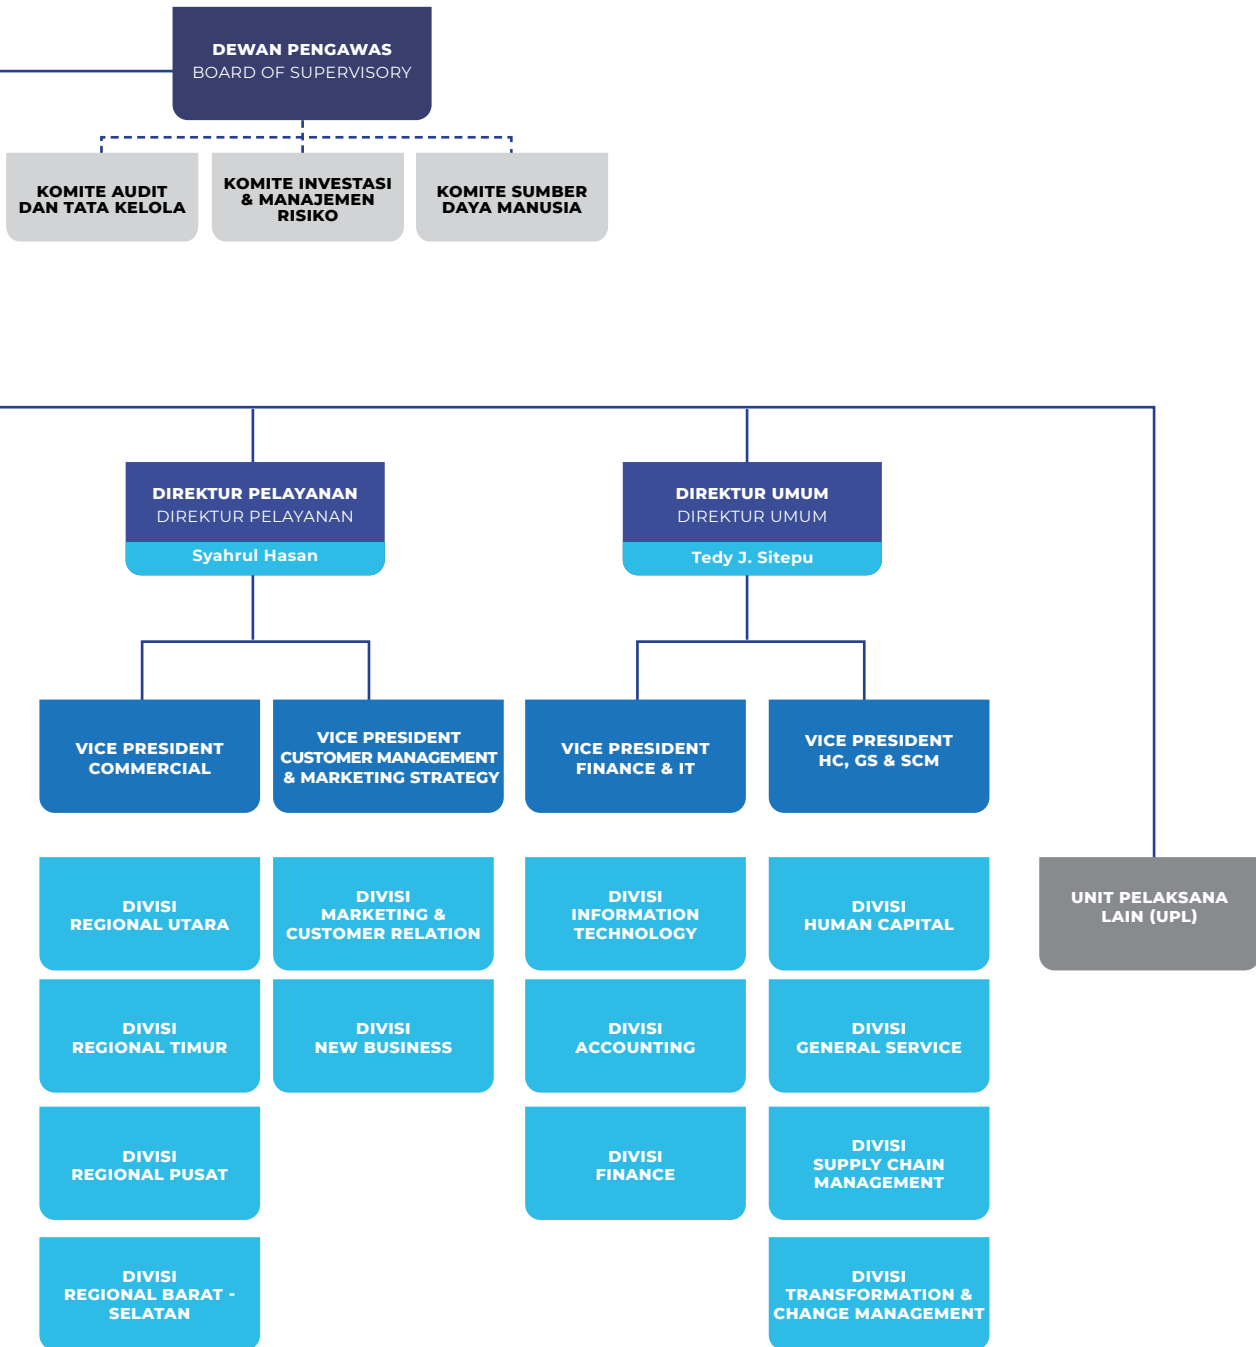 DEWAN PENGAWAS
BOARD OF SUPERVISORY
KOMITE AUDIT
DAN TATA KELOLA
KOMITE INVESTASI
& MANAJEMEN
RISIKO
KOMITE SUMBER
DAYA MANUSIA
DIREKTUR PELAYANAN
DIREKTUR PELAYANAN
Syahrul Hasan
DIREKTUR UMUM
DIREKTUR UMUM
Tedy J. Sitepu
VICE PRESIDENT
COMMERCIAL
VICE PRESIDENT
CUSTOMER MANAGEMENT
& MARKETING STRATEGY
VICE PRESIDENT
FINANCE & IT
VICE PRESIDENT
HC, GS & SCM
DIVISI
REGIONAL UTARA
DIVISI
MARKETING &
CUSTOMER RELATION
DIVISI
INFORMATION
TECHNOLOGY
DIVISI
HUMAN CAPITAL
UNIT PELAKSANA
LAIN (UPL)
DIVISI
REGIONAL TIMUR
DIVISI
NEW BUSINESS
DIVISI
ACCOUNTING
DIVISI
GENERAL SERVICE
DIVISI
REGIONAL PUSAT
DIVISI
FINANCE
DIVISI
SUPPLY CHAIN
MANAGEMENT
DIVISI
REGIONAL BARAT -
SELATAN
DIVISI
TRANSFORMATION &
CHANGE MANAGEMENT